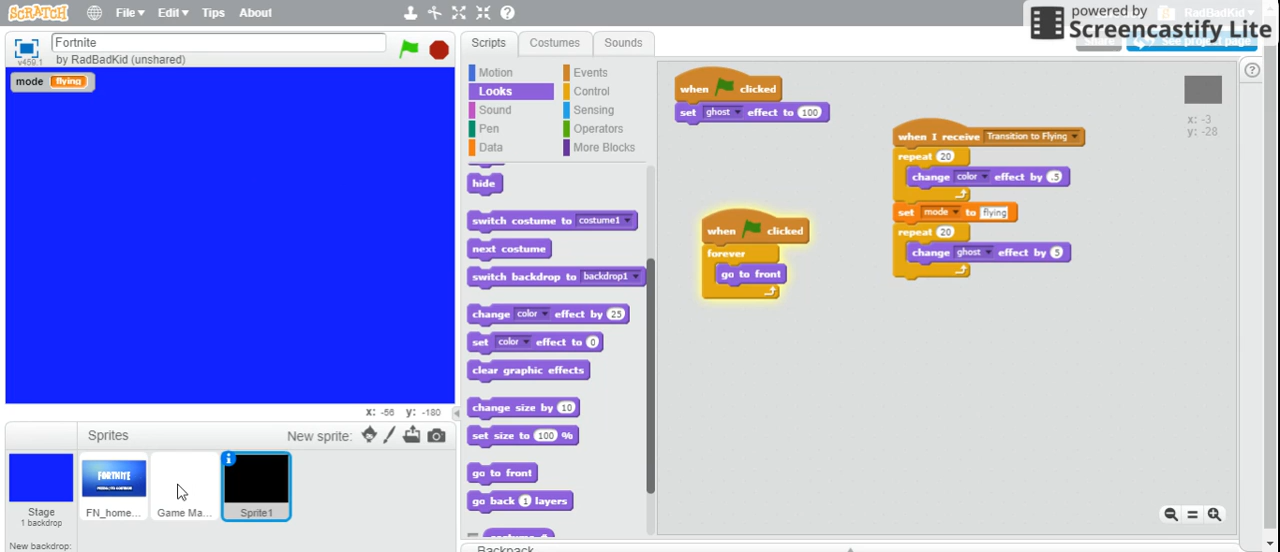 SCRATCH
File
Edit
Tips
About
RadBadKid
powered by
Screencastify Lite
v459.1
Fortnite
by RadBadKid (unshared)
mode flying
x: -56 y: -180
Scripts
Costumes
Sounds
Motion
Looks
Sound
Pen
Data
Events
Control
Sensing
Operators
More Blocks
hide
switch costume to costume1
next costume
switch backdrop to backdrop1
change color effect by 25
set color effect to 0
clear graphic effects
change size by 10
set size to 100 %
go to front
go back 1 layers
when clicked
set ghost effect to 100
when clicked
forever
go to front
when I receive Transition to Flying
repeat 20
change color effect by .5
set mode to flying
repeat 20
change ghost effect by 5
x: -3
y: -28
Sprites
New sprite:
Stage
1 backdrop
New backdrop:
FORTNITE
FN_home...
Game Ma...
Sprite1
Backpack